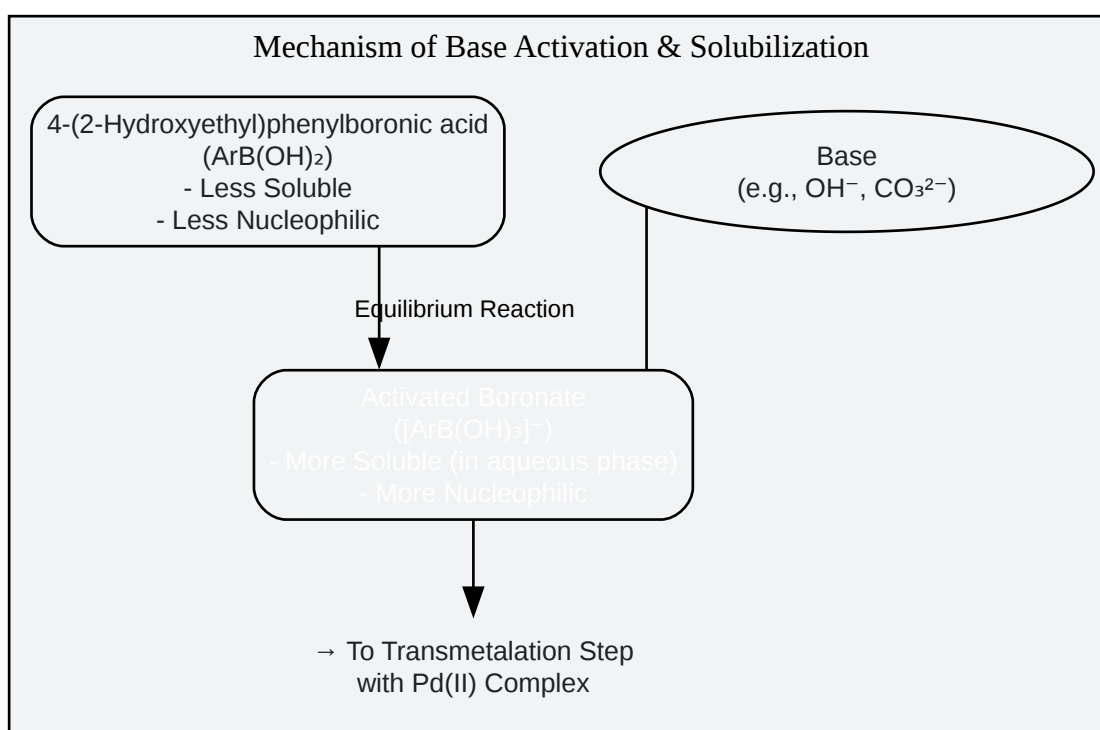 Mechanism of Base Activation & Solubilization
4-(2-Hydroxyethyl)phenylboronic acid
(ArB(OH)₂)
- Less Soluble
- Less Nucleophilic
Base
(e.g., OH⁻, CO₃²⁻)
Equilibrium Reaction
Activated Boronate
([ArB(OH)₃]⁻)
- More Soluble (in aqueous phase)
- More Nucleophilic
→ To Transmetalation Step
with Pd(II) Complex